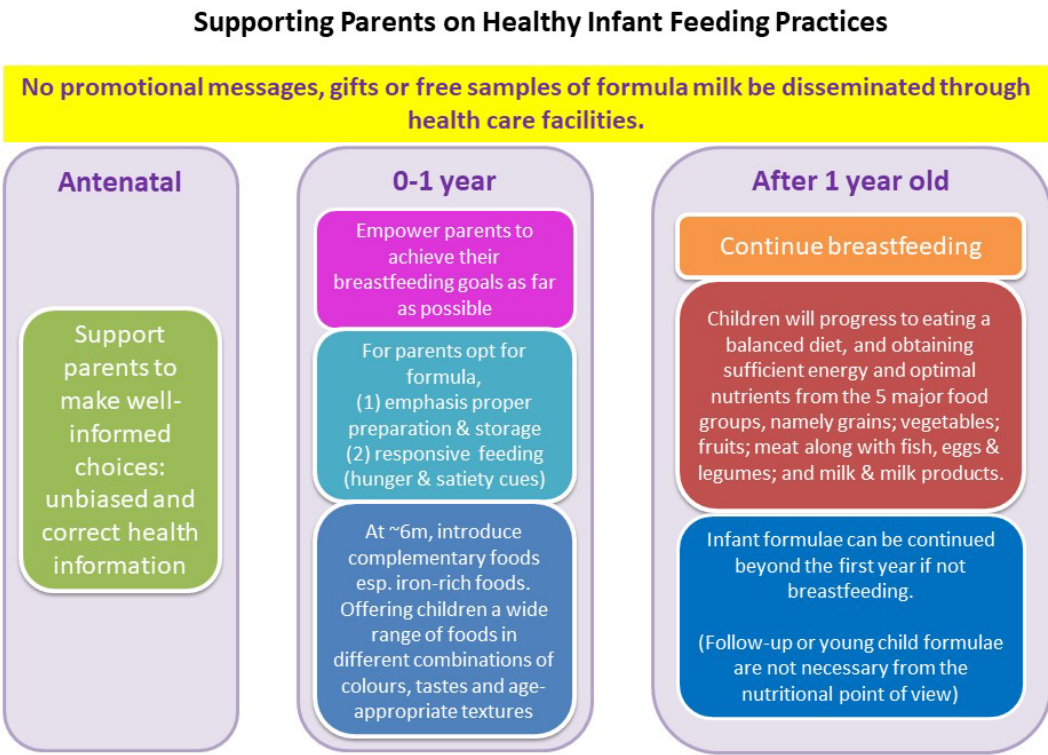 Supporting Parents on Healthy Infant Feeding Practices
No promotional messages, gifts or free samples of formula milk be disseminated through
health care facilities.
Antenatal
Support
parents to
make well-
informed
choices:
unbiased and
correct health
information
0-1 year
Empower parents to
achieve their
breastfeeding goals as far
as possible
For parents opt for
formula,
(1) emphasis proper
preparation & storage
(2) responsive feeding
(hunger & satiety cues)
At ~6m, introduce
complementary foods
esp. iron-rich foods.
Offering children a wide
range of foods in
different combinations of
colours, tastes and age-
appropriate textures
After 1 year old
Continue breastfeeding
Children will progress to eating a
balanced diet, and obtaining
sufficient energy and optimal
nutrients from the 5 major food
groups, namely grains; vegetables;
fruits; meat along with fish, eggs &
legumes; and milk & milk products.
Infant formulae can be continued
beyond the first year if not
breastfeeding.
(Follow-up or young child formulae
are not necessary from the
nutritional point of view)